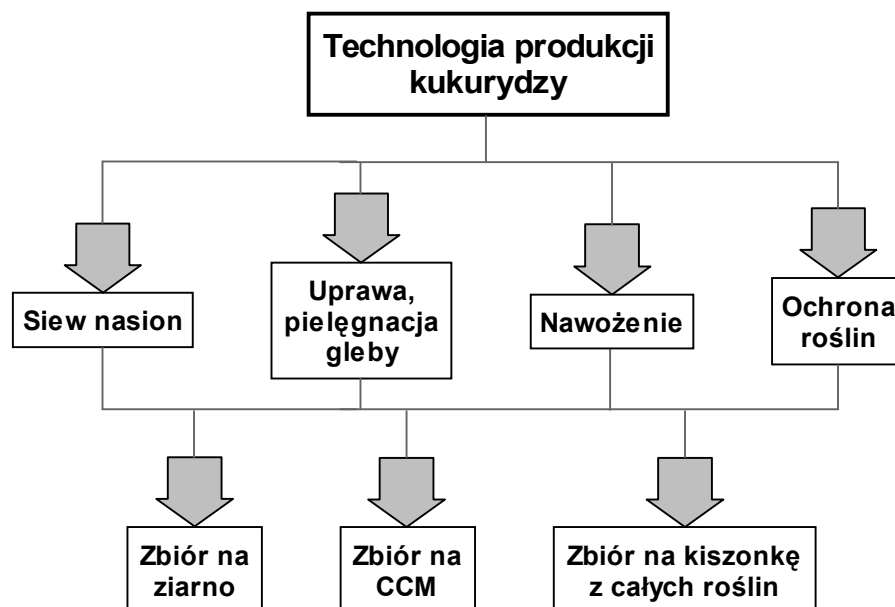 Technologia produkcji
kukurydzy
Siew nasion
Uprawa,
pielęgnacja
gleby
Nawożenie
Ochrona
roślin
Zbiór na
ziarno
Zbiór na
CCM
Zbiór na kiszonkę
z całych roślin